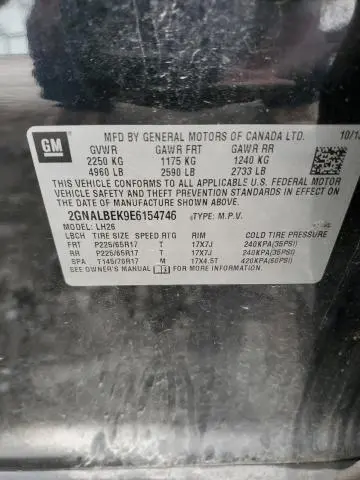 GM
MFD BY GENERAL MOTORS OF CANADA LTD. 10/1
GVWR GAWR FRT GAWR RR
2250 KG 1175 KG 1240 KG
4960 LB 2590 LB 2733 LB
THIS VEHICLE CONFORMS TO ALL APPLICABLE U.S. FEDERAL
MOTOR VEHICLE SAFETY, BUMPER, AND THEFT PREVENTION
STANDARDS IN EFFECT ON THE
DATE OF MANUFACTURE SHOWN ABOVE.
2GNALBEK9E6154746 TYPE: M.P.V.
MODEL: LH26
LBCH TIRE SIZE SPEED RTG RIM COLD TIRE PRESSURE
FRT P225/65R17 T 17X7J 240KPA(35PSI)
RR P225/65R17 T 17X7J 240KPA(35PSI)
SPA T145/70R17 M 17X4.5T 420KPA(60PSI)
SEE OWNER'S MANUAL FOR MORE INFORMATION.